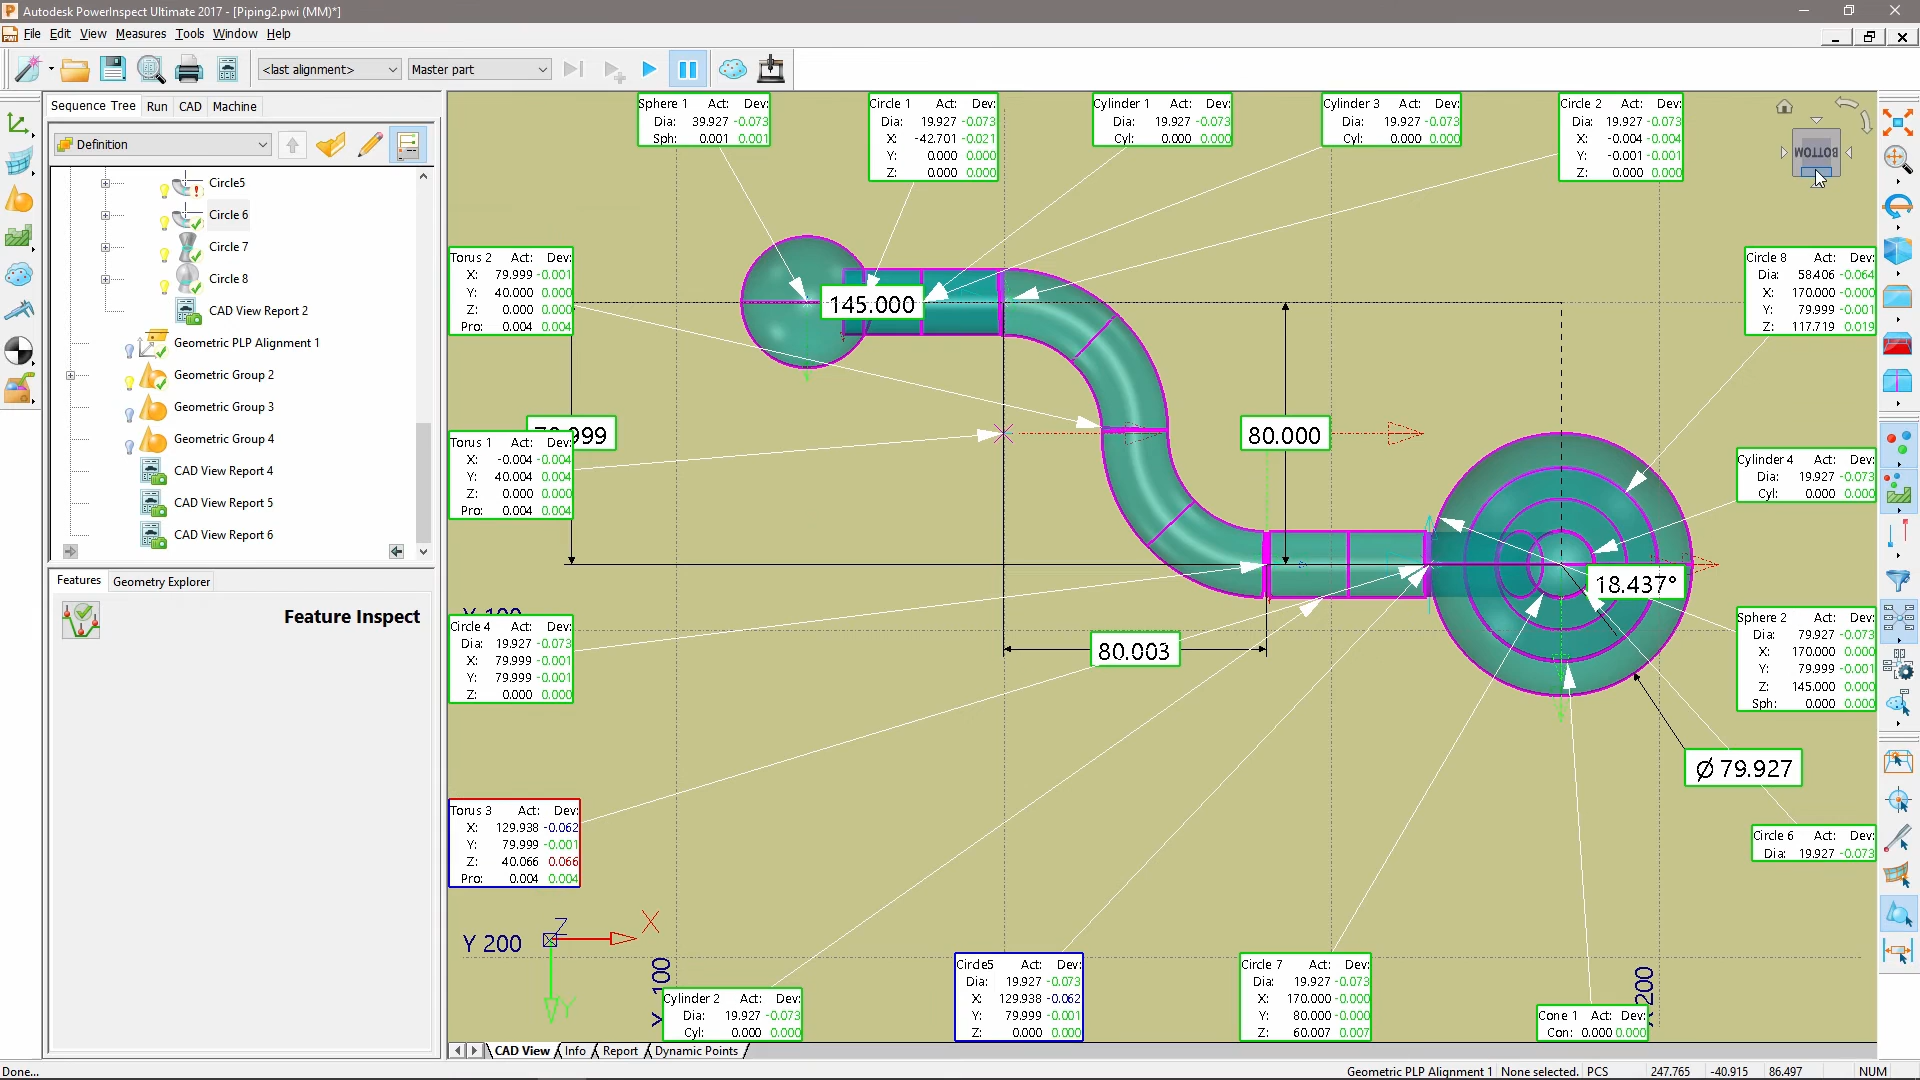 Autodesk PowerInspect Ultimate 2017 - [Piping2.pwi (MM)*]
File Edit View Measures Tools Window Help
<last alignment> Master part
Sequence Tree Run CAD Machine
Definition
Circle5
Circle 6
Circle 7
Circle 8
CAD View Report 2
Geometric PLP Alignment 1
Geometric Group 2
Geometric Group 3
Geometric Group 4
CAD View Report 4
CAD View Report 5
CAD View Report 6
Features Geometry Explorer
Feature Inspect
Sphere 1 Act: Dev:
Dia: 39.927 -0.073
Sph: 0.001 0.001
Circle 1 Act: Dev:
Dia: 19.927 -0.073
X: -42.701 -0.021
Y: 0.000 0.000
Z: 0.000 0.000
Cylinder 1 Act: Dev:
Dia: 19.927 -0.073
Cyl: 0.000 0.000
Cylinder 3 Act: Dev:
Dia: 19.927 -0.073
Cyl: 0.000 0.000
Circle 2 Act: Dev:
Dia: 19.927 -0.073
X: -0.004 -0.004
Y: -0.001 -0.001
Z: 0.000 0.000
BOTTOM
Torus 2 Act: Dev:
X: 79.999 -0.001
Y: 40.000 0.000
Z: 0.000 0.000
Pro: 0.004 0.004
Circle 8 Act: Dev:
Dia: 58.406 -0.064
X: 170.000 -0.000
Y: 79.999 -0.001
Z: 117.719 0.019
145.000
80.000
Torus 1 Act: Dev:
X: -0.004 -0.004
Y: 40.004 0.004
Z: 0.000 0.000
Pro: 0.004 0.004
Cylinder 4 Act: Dev:
Dia: 19.927 -0.073
Cyl: 0.000 0.000
18.437°
Y 100
Circle 4 Act: Dev:
Dia: 19.927 -0.073
X: 79.999 -0.001
Y: 79.999 -0.001
Z: 0.000 0.000
80.003
Sphere 2 Act: Dev:
Dia: 79.927 -0.073
X: 170.000 0.000
Y: 79.999 -0.001
Z: 145.000 0.000
Sph: 0.000 0.000
Ø 79.927
Torus 3 Act: Dev:
X: 129.938 -0.062
Y: 79.999 -0.001
Z: 40.066 0.066
Pro: 0.004 0.004
Circle 6 Act: Dev:
Dia: 19.927 -0.073
Y 200
Z
X
Y
X 100
200
Cylinder 2 Act: Dev:
Dia: 19.927 -0.073
Cyl: 0.000 0.000
Circle5 Act: Dev:
Dia: 19.927 -0.073
X: 129.938 -0.062
Y: 79.999 -0.001
Z: 0.000 0.000
Circle 7 Act: Dev:
Dia: 19.927 -0.073
X: 170.000 -0.000
Y: 80.000 -0.000
Z: 60.007 0.007
Cone 1 Act: Dev:
Con: 0.000 0.000
CAD View Info Report Dynamic Points
Done... Geometric PLP Alignment 1 None selected. PCS 247.765 -40.915 86.497 NUM